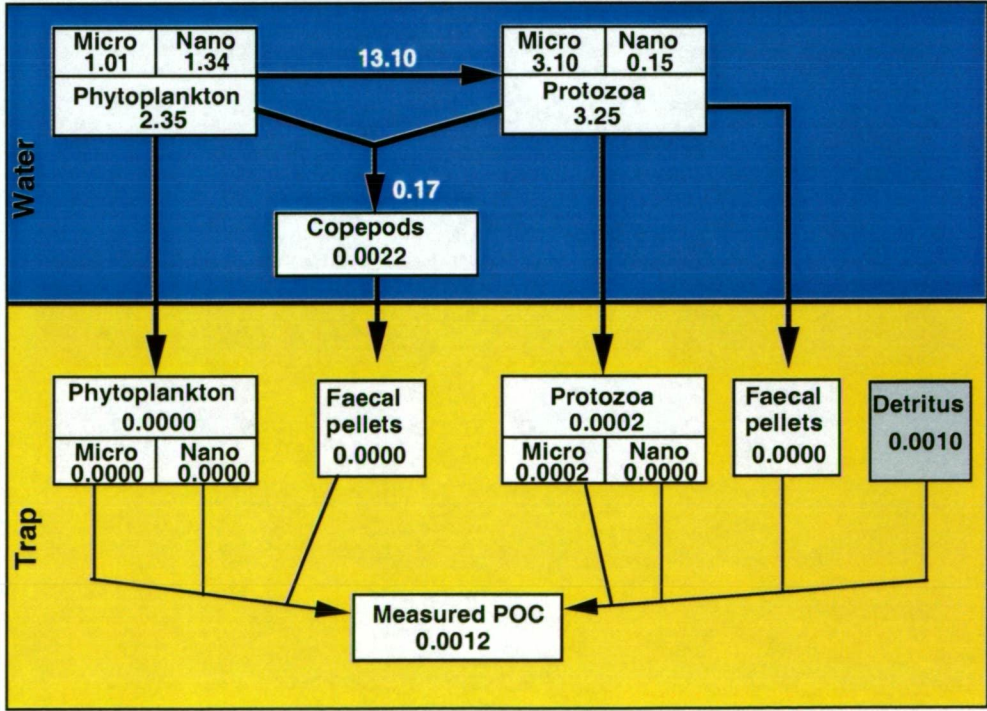 Water
Micro
1.01
Nano
1.34
Phytoplankton
2.35
13.10
Micro
3.10
Nano
0.15
Protozoa
3.25
0.17
Copepods
0.0022
Trap
Phytoplankton
0.0000
Micro
0.0000
Nano
0.0000
Faecal
pellets
0.0000
Protozoa
0.0002
Micro
0.0002
Nano
0.0000
Faecal
pellets
0.0000
Detritus
0.0010
Measured POC
0.0012